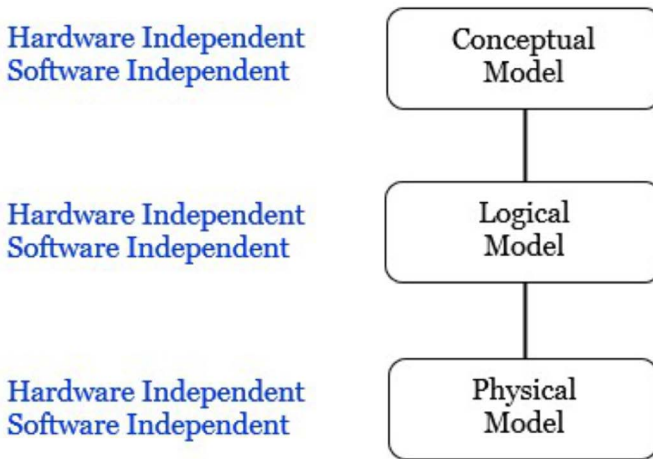 Hardware Independent
Software Independent
Conceptual
Model
Hardware Independent
Software Independent
Logical
Model
Hardware Independent
Software Independent
Physical
Model